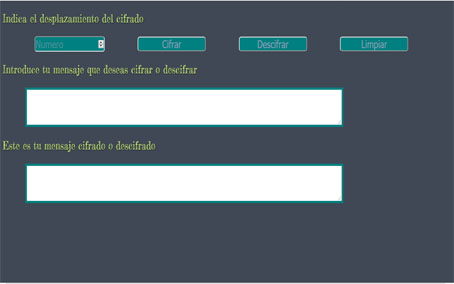 Indica el desplazamiento del cifrado
Numero Cifrar Descifrar Limpiar
Introduce tu mensaje que deseas cifrar o descifrar
Este es tu mensaje cifrado o descifrado